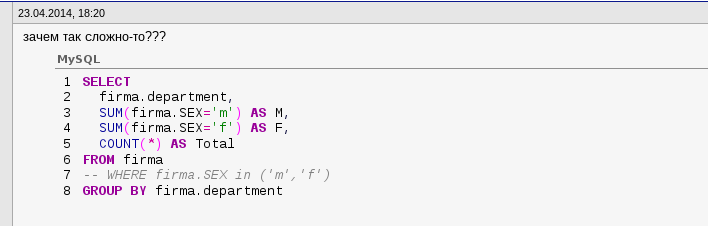 23.04.2014, 18:20
зачем так сложно-то???
MySQL
1 SELECT
2   firma.department,
3   SUM(firma.SEX='m') AS M,
4   SUM(firma.SEX='f') AS F,
5   COUNT(*) AS Total
6 FROM firma
7 -- WHERE firma.SEX in ('m','f')
8 GROUP BY firma.department